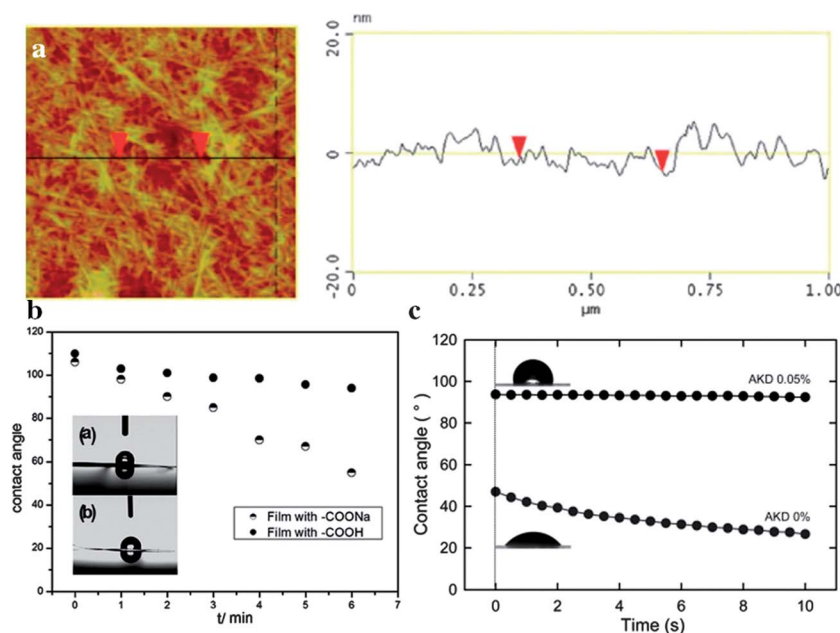 a
nm
20.0
0
-20.0
0
0.25
0.50
0.75
1.00
µm
b
120
100
80
60
40
20
0
contact angle
(a)
(b)
Film with -COONa
Film with -COOH
0
1
2
3
4
5
6
7
t/ min
c
120
100
80
60
40
20
0
Contact angle ( ° )
AKD 0.05%
AKD 0%
0
2
4
6
8
10
Time (s)